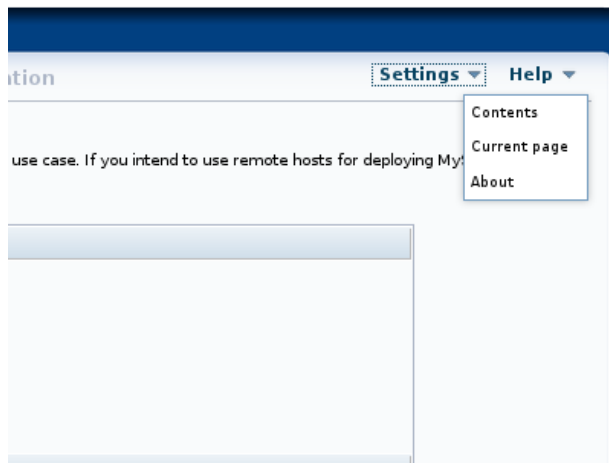 ation
Settings Help
Contents
Current page
use case. If you intend to use remote hosts for deploying My
About